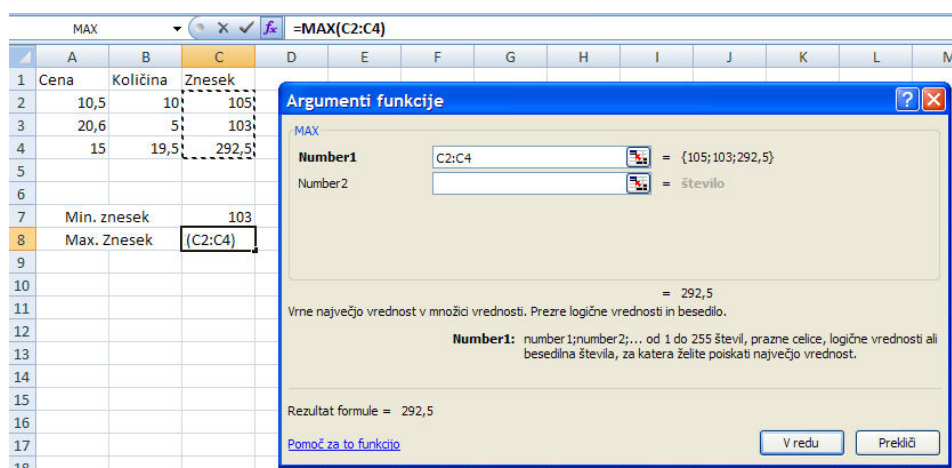 MAX =MAX(C2:C4)
A B C D E F G H I J K L M
1 Cena Količina Znesek
2 10,5 10 105
3 20,6 5 103
4 15 19,5 292,5
5
6
7 Min. znesek 103
8 Max. Znesek (C2:C4)
9
10
11
12
13
14
15
16
17
18
Argumenti funkcije
MAX
Number1 C2:C4 = {105;103;292,5}
Number2 = število
= 292,5
Vrne največjo vrednost v množici vrednosti. Prezre logične vrednosti in besedilo.
Number1: number1;number2;... od 1 do 255 števil, prazne celice, logične vrednosti ali
besedilna števila, za katera želite poiskati največjo vrednost.
Rezultat formule = 292,5
Pomoč za to funkcijo
V redu Prekliči